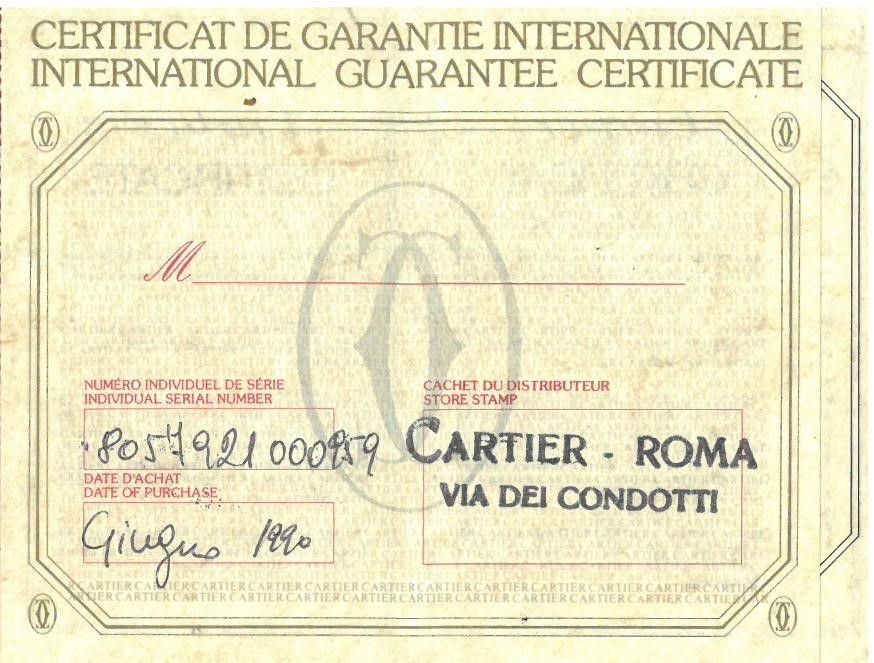 CERTIFICAT DE GARANTIE INTERNATIONALE
INTERNATIONAL GUARANTEE CERTIFICATE
M
NUMÉRO INDIVIDUEL DE SÉRIE
INDIVIDUAL SERIAL NUMBER
8057921000959
DATE D'ACHAT
DATE OF PURCHASE
Giugno 1990
CACHET DU DISTRIBUTEUR
STORE STAMP
CARTIER - ROMA
VIA DEI CONDOTTI